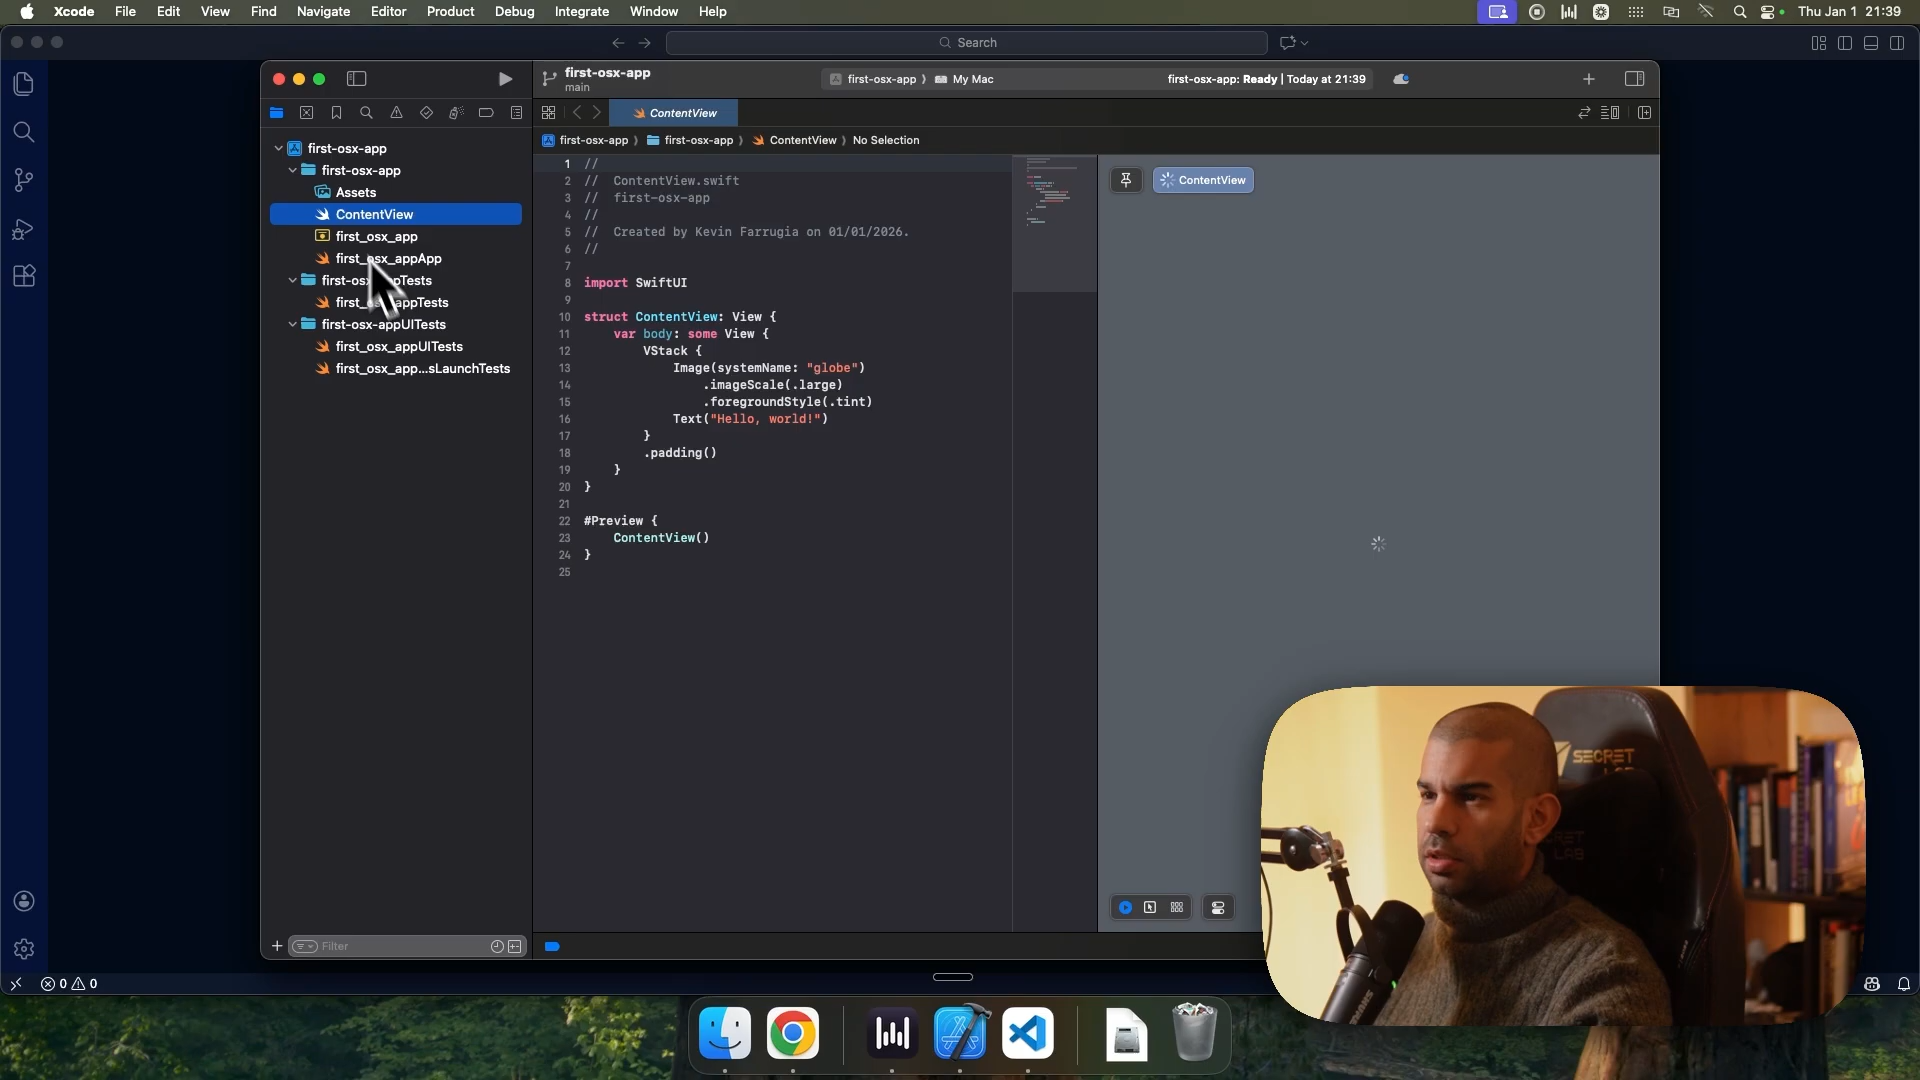 Xcode File Edit View Find Navigate Editor Product Debug Integrate Window Help
Thu Jan 1 21:39
Search
first-osx-app
main
first-osx-app
My Mac
first-osx-app: Ready | Today at 21:39
ContentView
first-osx-app
first-osx-app
ContentView
No Selection
first-osx-app
first-osx-app
Assets
ContentView
first_osx_app
first_osx_appApp
first_osx_appUITests
first-osx-appUITests
first_osx_app...sLaunchTests
Filter
1 //
2 // ContentView.swift
3 // first-osx-app
4 //
5 // Created by Kevin Farrugia on 01/01/2026.
6 //
7
8 import SwiftUI
9
10 struct ContentView: View {
11 var body: some View {
12 VStack {
13 Image(systemName: "globe")
14 .imageScale(.large)
15 .foregroundStyle(.tint)
16 Text("Hello, world!")
17 }
18 .padding()
19 }
20 }
21
22 #Preview {
23 ContentView()
24 }
25
ContentView
SECRET
0 0